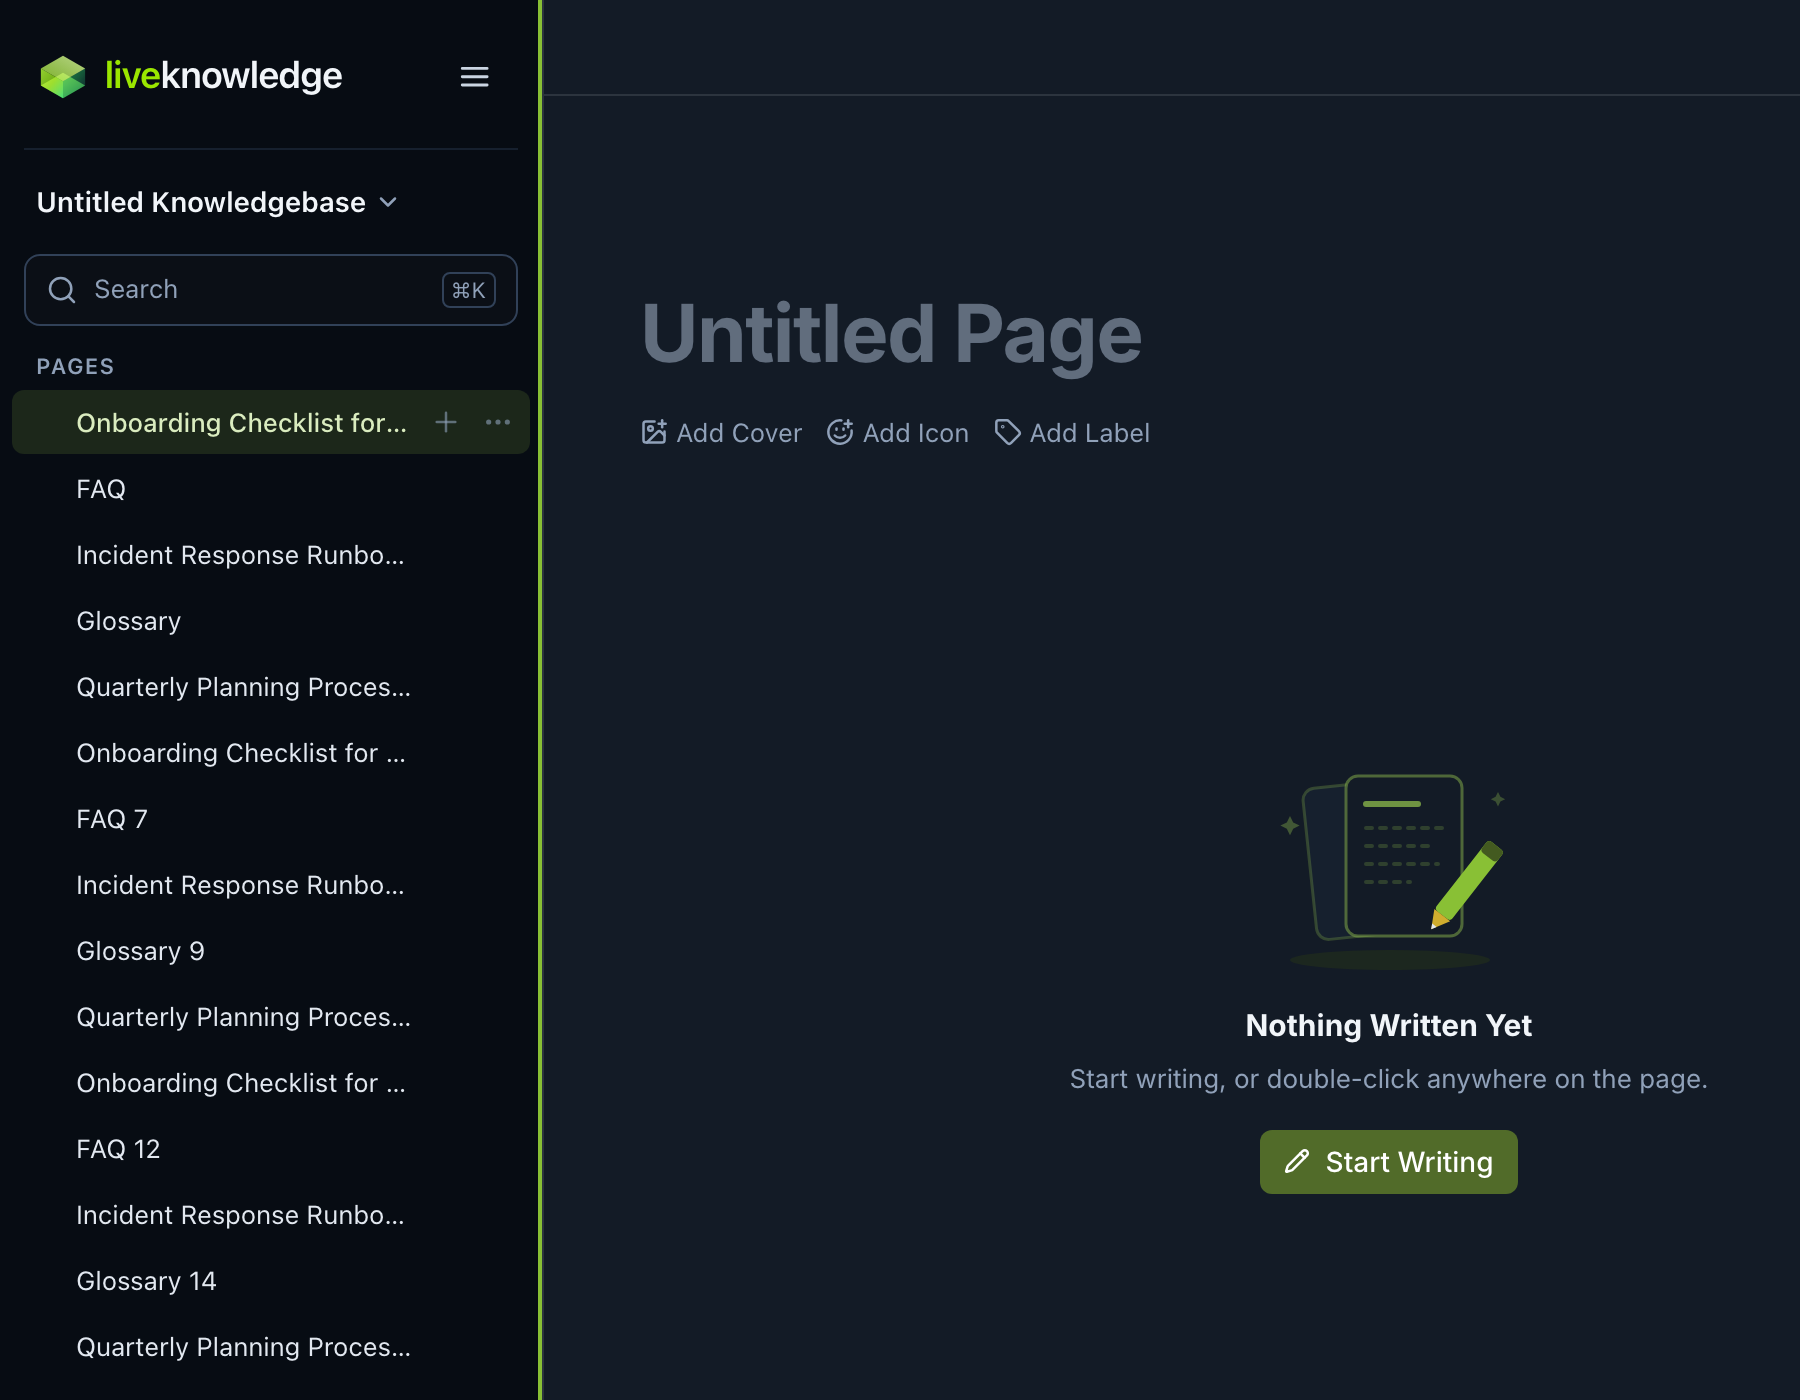 liveknowledge
Untitled Knowledgebase
Search ⌘K
PAGES
Onboarding Checklist for...
FAQ
Incident Response Runbo...
Glossary
Quarterly Planning Proces...
Onboarding Checklist for ...
FAQ 7
Incident Response Runbo...
Glossary 9
Quarterly Planning Proces...
Onboarding Checklist for ...
FAQ 12
Incident Response Runbo...
Glossary 14
Quarterly Planning Proces...
Untitled Page
Add Cover Add Icon Add Label
Nothing Written Yet
Start writing, or double-click anywhere on the page.
Start Writing